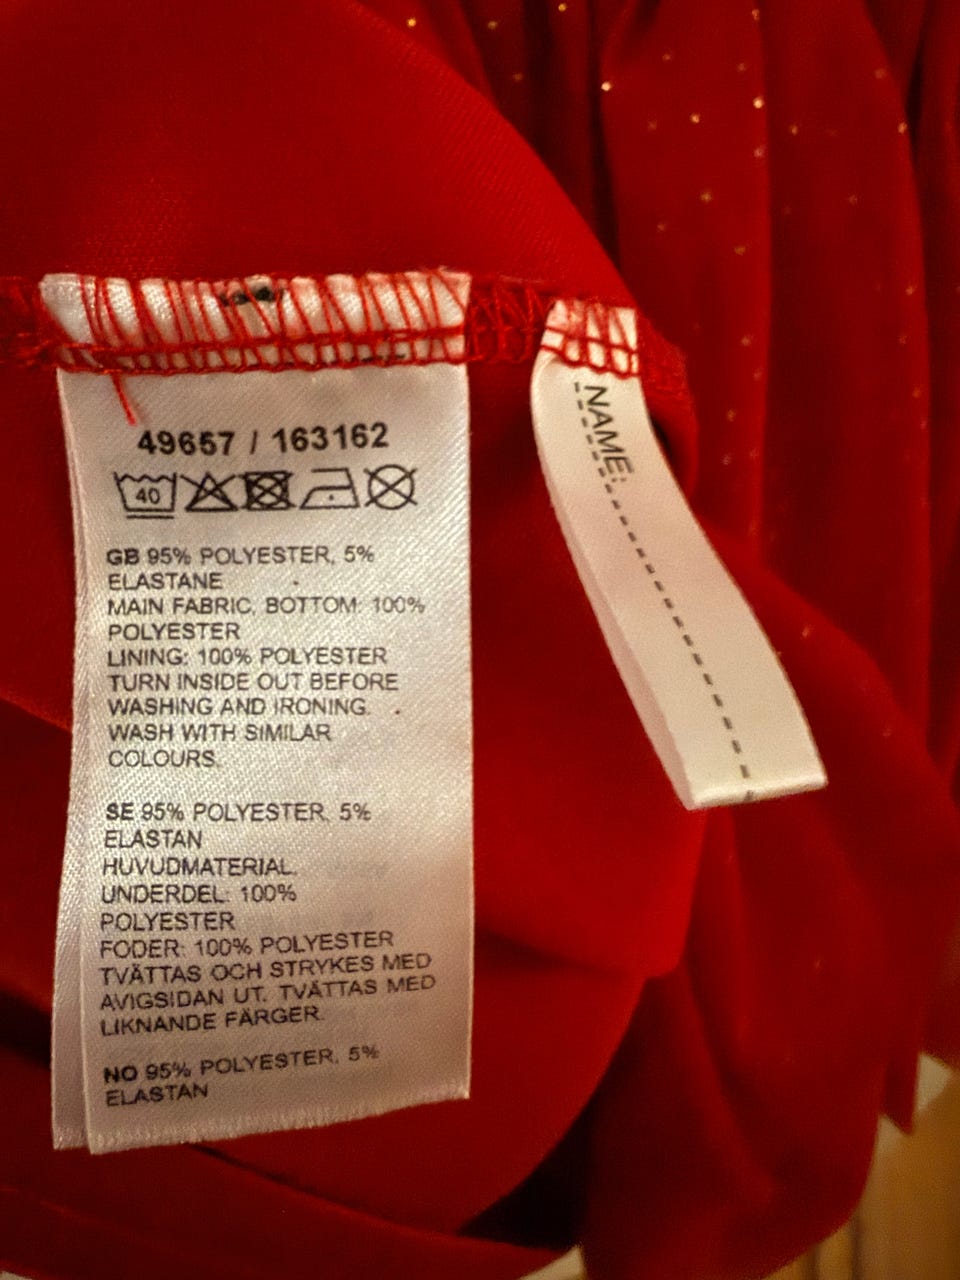 49657 / 163162
40
GB 95% POLYESTER, 5%
ELASTANE
MAIN FABRIC, BOTTOM: 100%
POLYESTER
LINING: 100% POLYESTER
TURN INSIDE OUT BEFORE
WASHING AND IRONING.
WASH WITH SIMILAR
COLOURS.
SE 95% POLYESTER, 5%
ELASTAN
HUVUDMATERIAL,
UNDERDEL: 100%
POLYESTER
FODER: 100% POLYESTER
TVÄTTAS OCH STRYKES MED
AVIGSIDAN UT. TVÄTTAS MED
LIKNANDE FÄRGER.
NO 95% POLYESTER, 5%
ELASTAN
NAME: